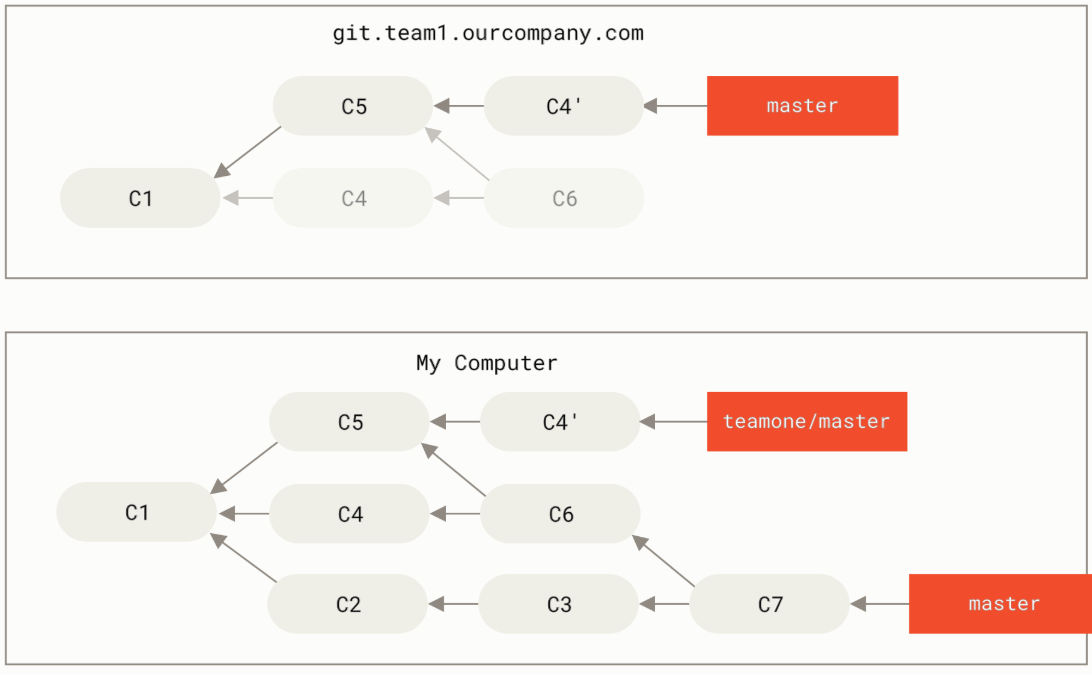 git.team1.ourcompany.com
C5
C4'
master
C1
C4
C6
My Computer
C5
C4'
teamone/master
C1
C4
C6
C2
C3
C7
master